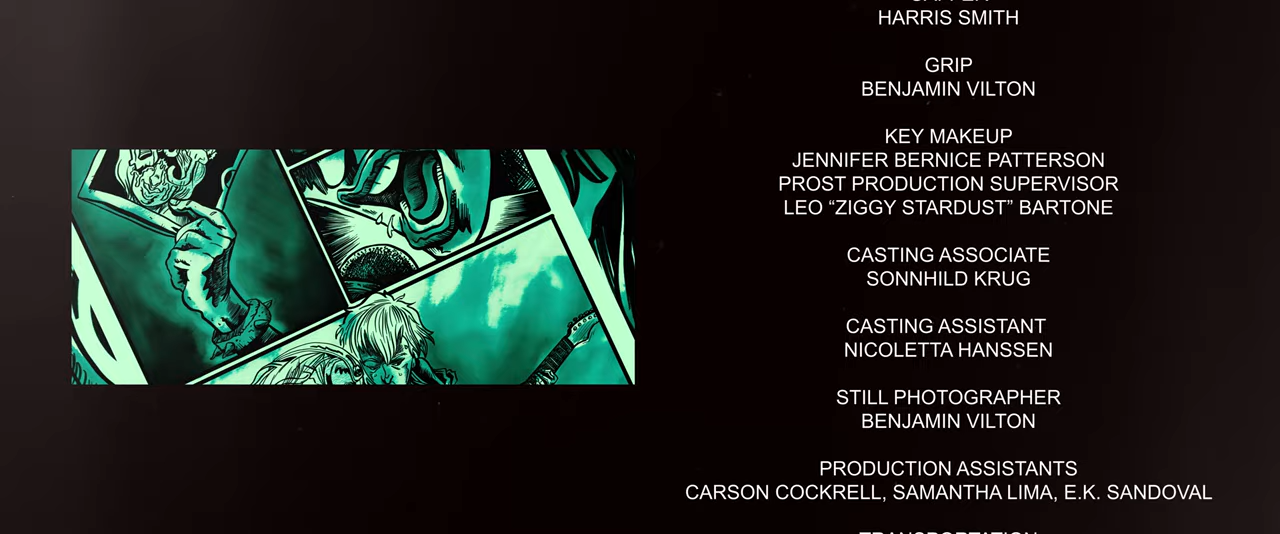 HARRIS SMITH
GRIP
BENJAMIN VILTON
KEY MAKEUP
JENNIFER BERNICE PATTERSON
PROST PRODUCTION SUPERVISOR
LEO “ZIGGY STARDUST” BARTONE
CASTING ASSOCIATE
SONNHILD KRUG
CASTING ASSISTANT
NICOLETTA HANSSEN
STILL PHOTOGRAPHER
BENJAMIN VILTON
PRODUCTION ASSISTANTS
CARSON COCKRELL, SAMANTHA LIMA, E.K. SANDOVAL
TRANSPORTATION